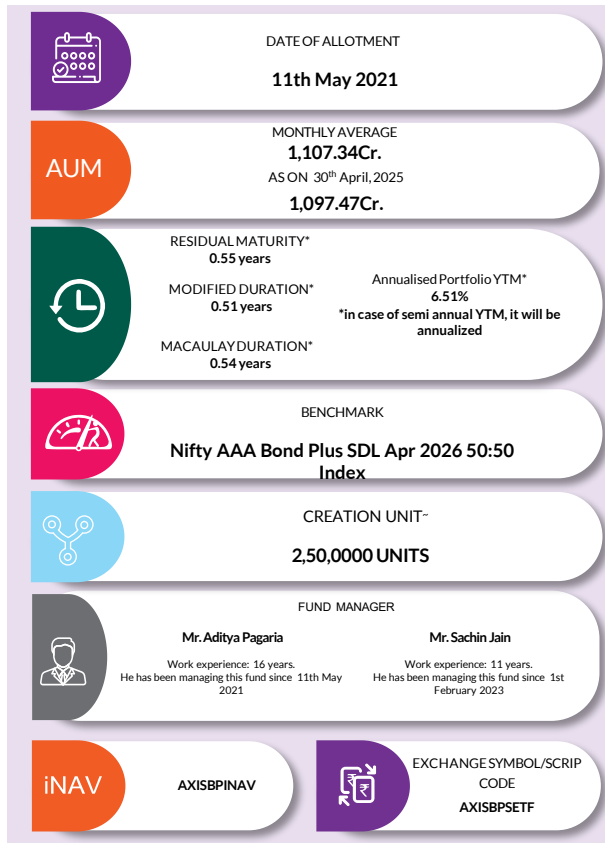 DATE OF ALLOTMENT
11th May 2021
AUM
MONTHLY AVERAGE
1,107.34Cr.
AS ON 30th April, 2025
1,097.47Cr.
RESIDUAL MATURITY*
0.55 years
MODIFIED DURATION*
0.51 years
MACAULAY DURATION*
0.54 years
Annualised Portfolio YTM*
6.51%
*in case of semi annual YTM, it will be
annualized
BENCHMARK
Nifty AAA Bond Plus SDL Apr 2026 50:50
Index
CREATION UNIT~
2,50,0000 UNITS
FUND MANAGER
Mr. Aditya Pagaria
Work experience: 16 years.
He has been managing this fund since 11th May
2021
Mr. Sachin Jain
Work experience: 11 years.
He has been managing this fund since 1st
February 2023
iNAV
AXISBPINAV
₹
₹
EXCHANGE SYMBOL/SCRIP
CODE
AXISBPSETF